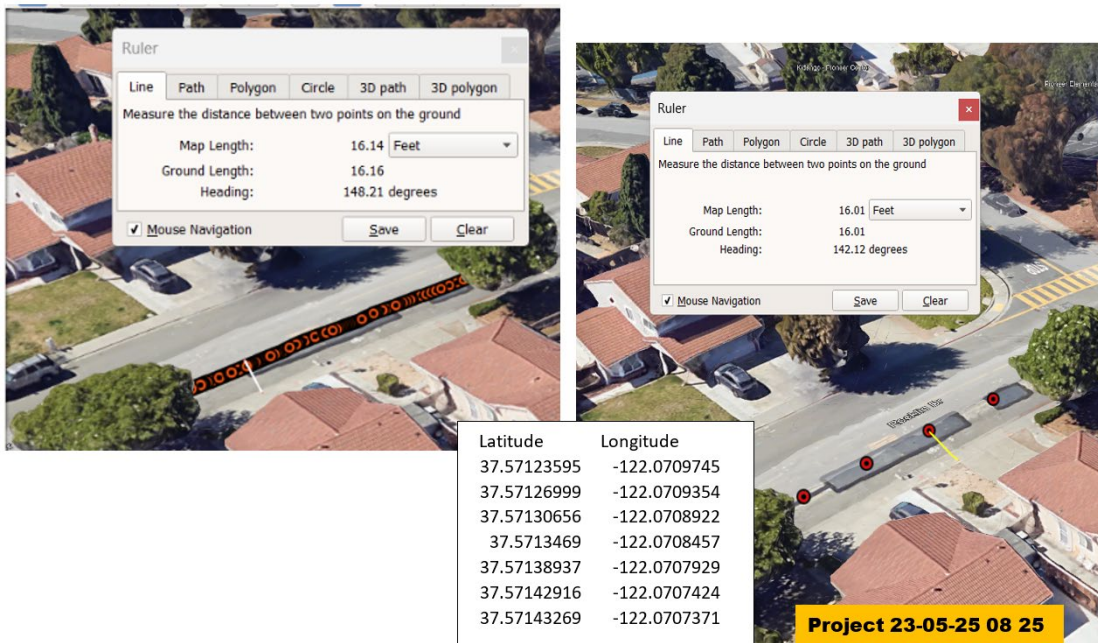 Ruler
Line Path Polygon Circle 3D path 3D polygon
Measure the distance between two points on the ground
Map Length: 16.14 Feet
Ground Length: 16.16
Heading: 148.21 degrees
Mouse Navigation Save Clear
Ruler
Line Path Polygon Circle 3D path 3D polygon
Measure the distance between two points on the ground
Map Length: 16.01 Feet
Ground Length: 16.01
Heading: 142.12 degrees
Mouse Navigation Save Clear
Latitude Longitude
37.57123595 -122.0709745
37.57126999 -122.0709354
37.57130656 -122.0708922
37.5713469 -122.0708457
37.57138937 -122.0707929
37.57142916 -122.0707424
37.57143269 -122.0707371
Project 23-05-25 08 25